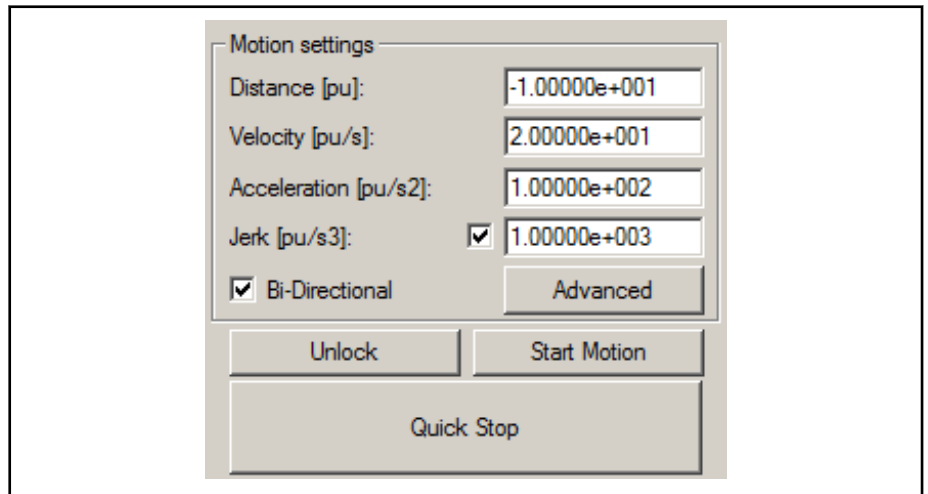 Motion settings
Distance [pu]: -1.00000e+001
Velocity [pu/s]: 2.00000e+001
Acceleration [pu/s2]: 1.00000e+002
Jerk [pu/s3]: 1.00000e+003
Bi-Directional Advanced
Unlock Start Motion
Quick Stop